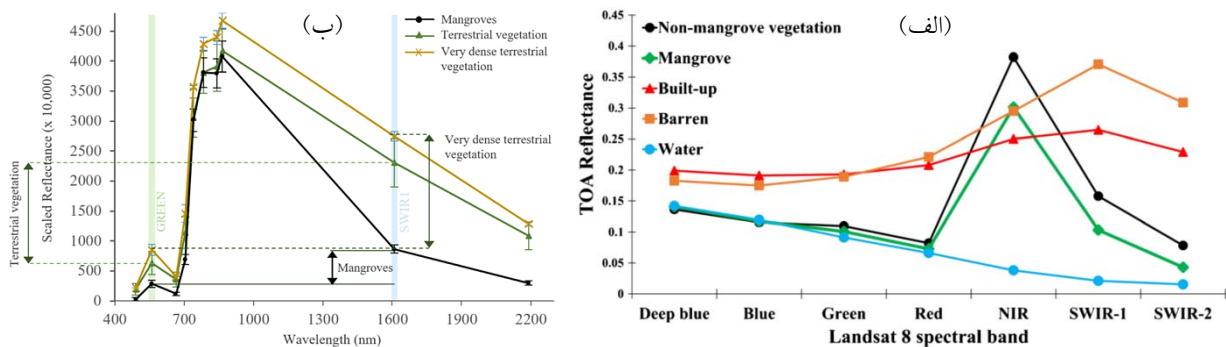 (ب)
Mangroves
Terrestrial vegetation
Very dense terrestrial
vegetation
4500
4000
3500
3000
2500
2000
1500
1000
500
0
Scaled Reflectance (x 10,000)
Terrestrial vegetation
GREEN
SWIR1
Very dense terrestrial
vegetation
Mangroves
400 700 1000 1300 1600 1900 2200
Wavelength (nm)
(الف)
Non-mangrove vegetation
Mangrove
Built-up
Barren
Water
0.45
0.4
0.35
0.3
0.25
0.2
0.15
0.1
0.05
0
TOA Reflectance
Deep blue Blue Green Red NIR SWIR-1 SWIR-2
Landsat 8 spectral band